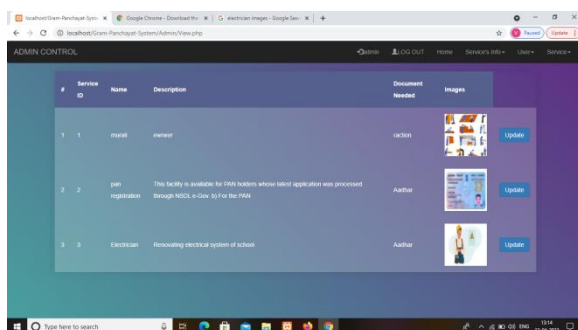 localhost/Gram-Panchayat-Syste
Google Chrome - Download the
electrician images - Google Sear
localhost/Gram-Panchayat-System/Admin/View.php
Paused
Update
ADMIN CONTROL
admin
LOG OUT
Home
Service's Info
User
Service
#
Service
ID
Name
Description
Document
Needed
Images
1 1 murali owneer raction Update
2 2 pan
registration
This facility is available for PAN holders whose latest application was processed
through NSDL e-Gov. b) For the PAN
Aadhar
Update
3 3 Electrician Renovating electrical system of school Aadhar Update
Type here to search
ENG
13:14